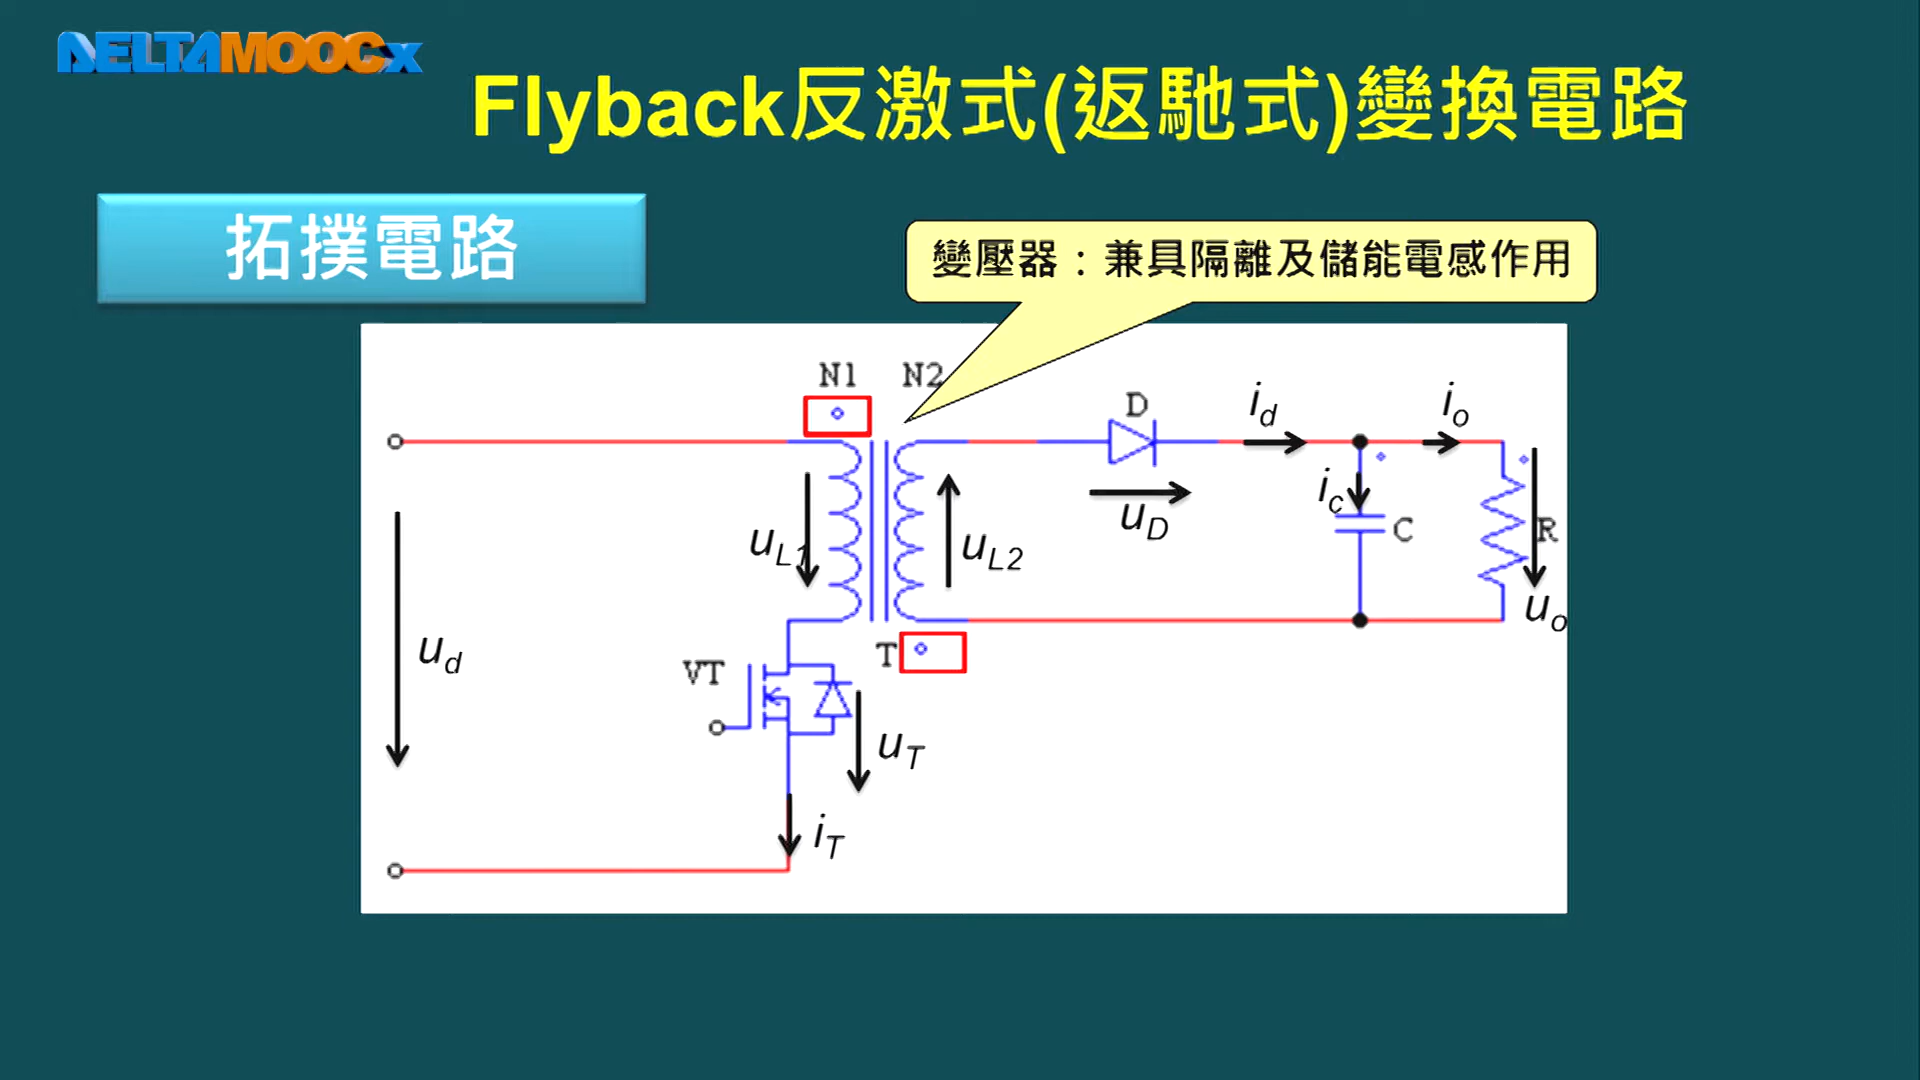 DELTAMOOCx
Flyback反激式(返馳式)變換電路
拓撲電路
變壓器：兼具隔離及儲能電感作用
N1 N2
D
id
io
ic
C
R
uL1
uL2
uD
uo
ud
VT
T
uT
iT